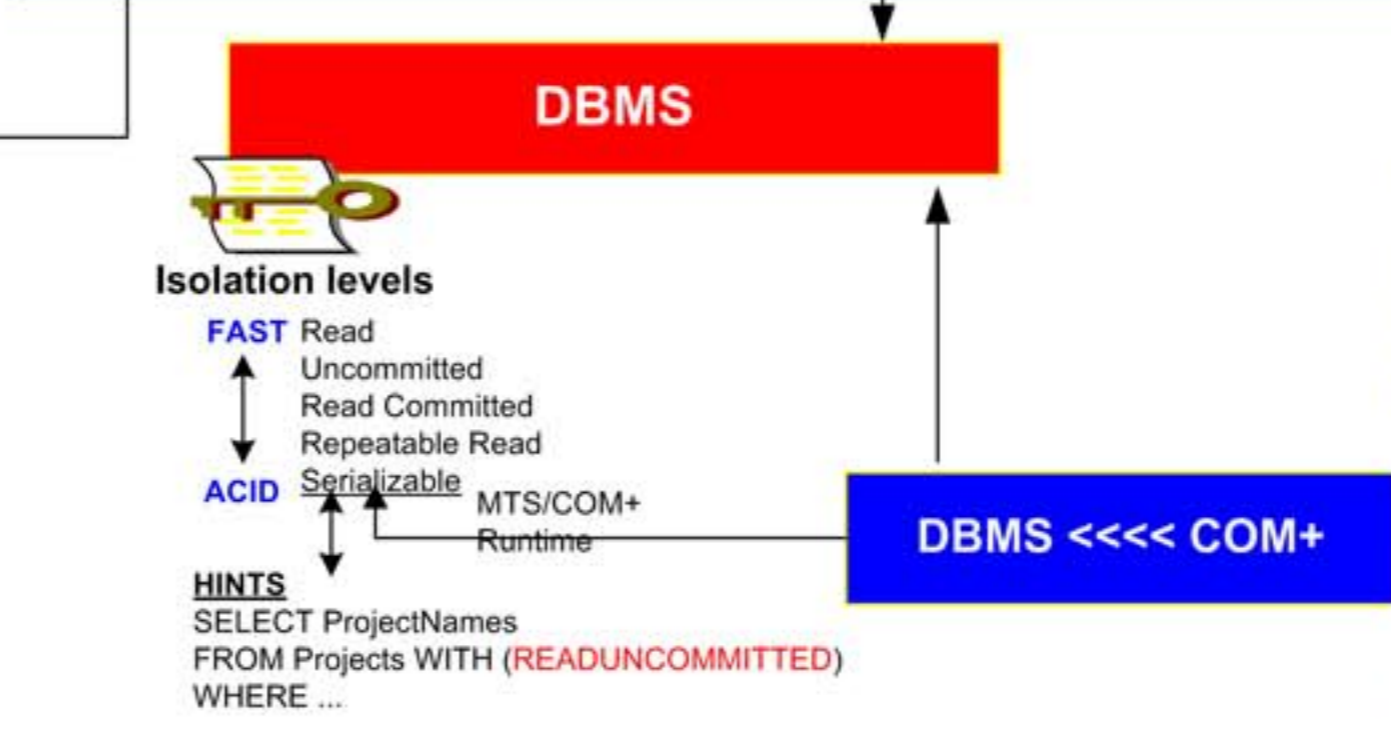 DBMS
Isolation levels
FAST Read
Uncommitted
Read Committed
Repeatable Read
ACID Serializable
MTS/COM+
Runtime
DBMS <<<< COM+
HINTS
SELECT ProjectNames
FROM Projects WITH (READUNCOMMITTED)
WHERE ...